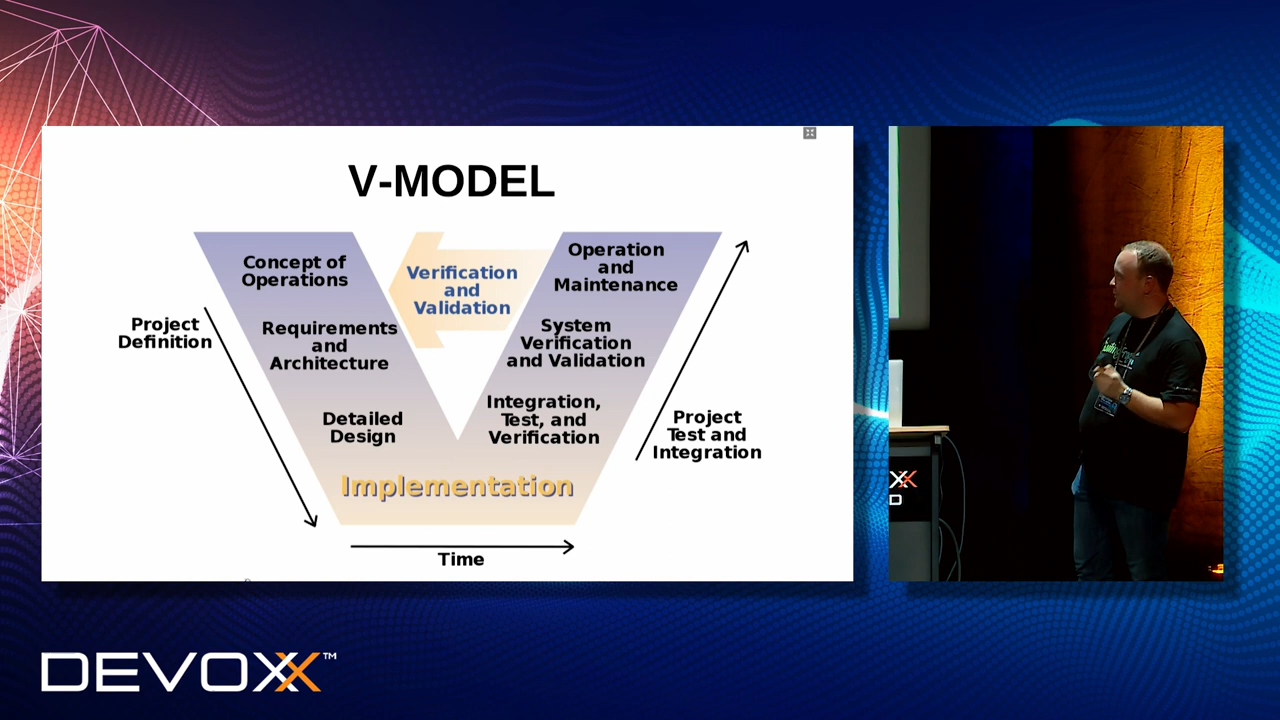 V-MODEL
Concept of
Operations
Verification
and
Validation
Operation
and
Maintenance
Project
Definition
Requirements
and
Architecture
System
Verification
and Validation
Detailed
Design
Integration,
Test, and
Verification
Project
Test and
Integration
Implementation
Time
DEVOXX™